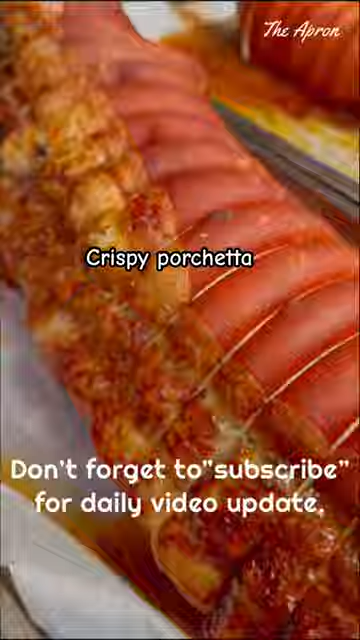 The Apron
Crispy porchetta
Don't forget to"subscribe"
for daily video update.